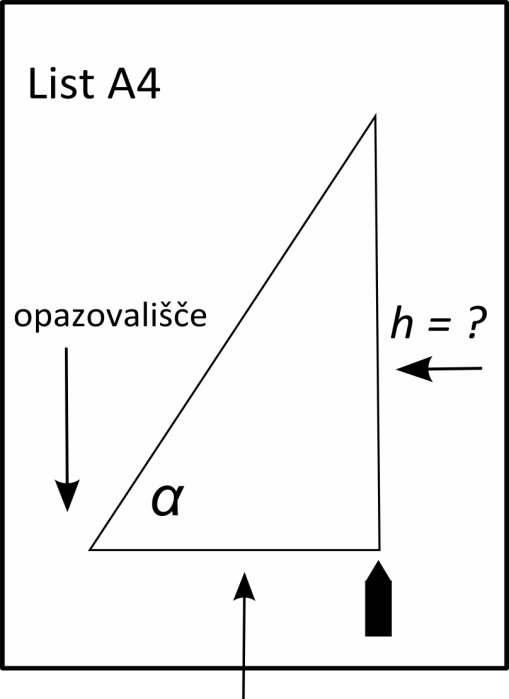 List A4
opazovališče
h = ?
α